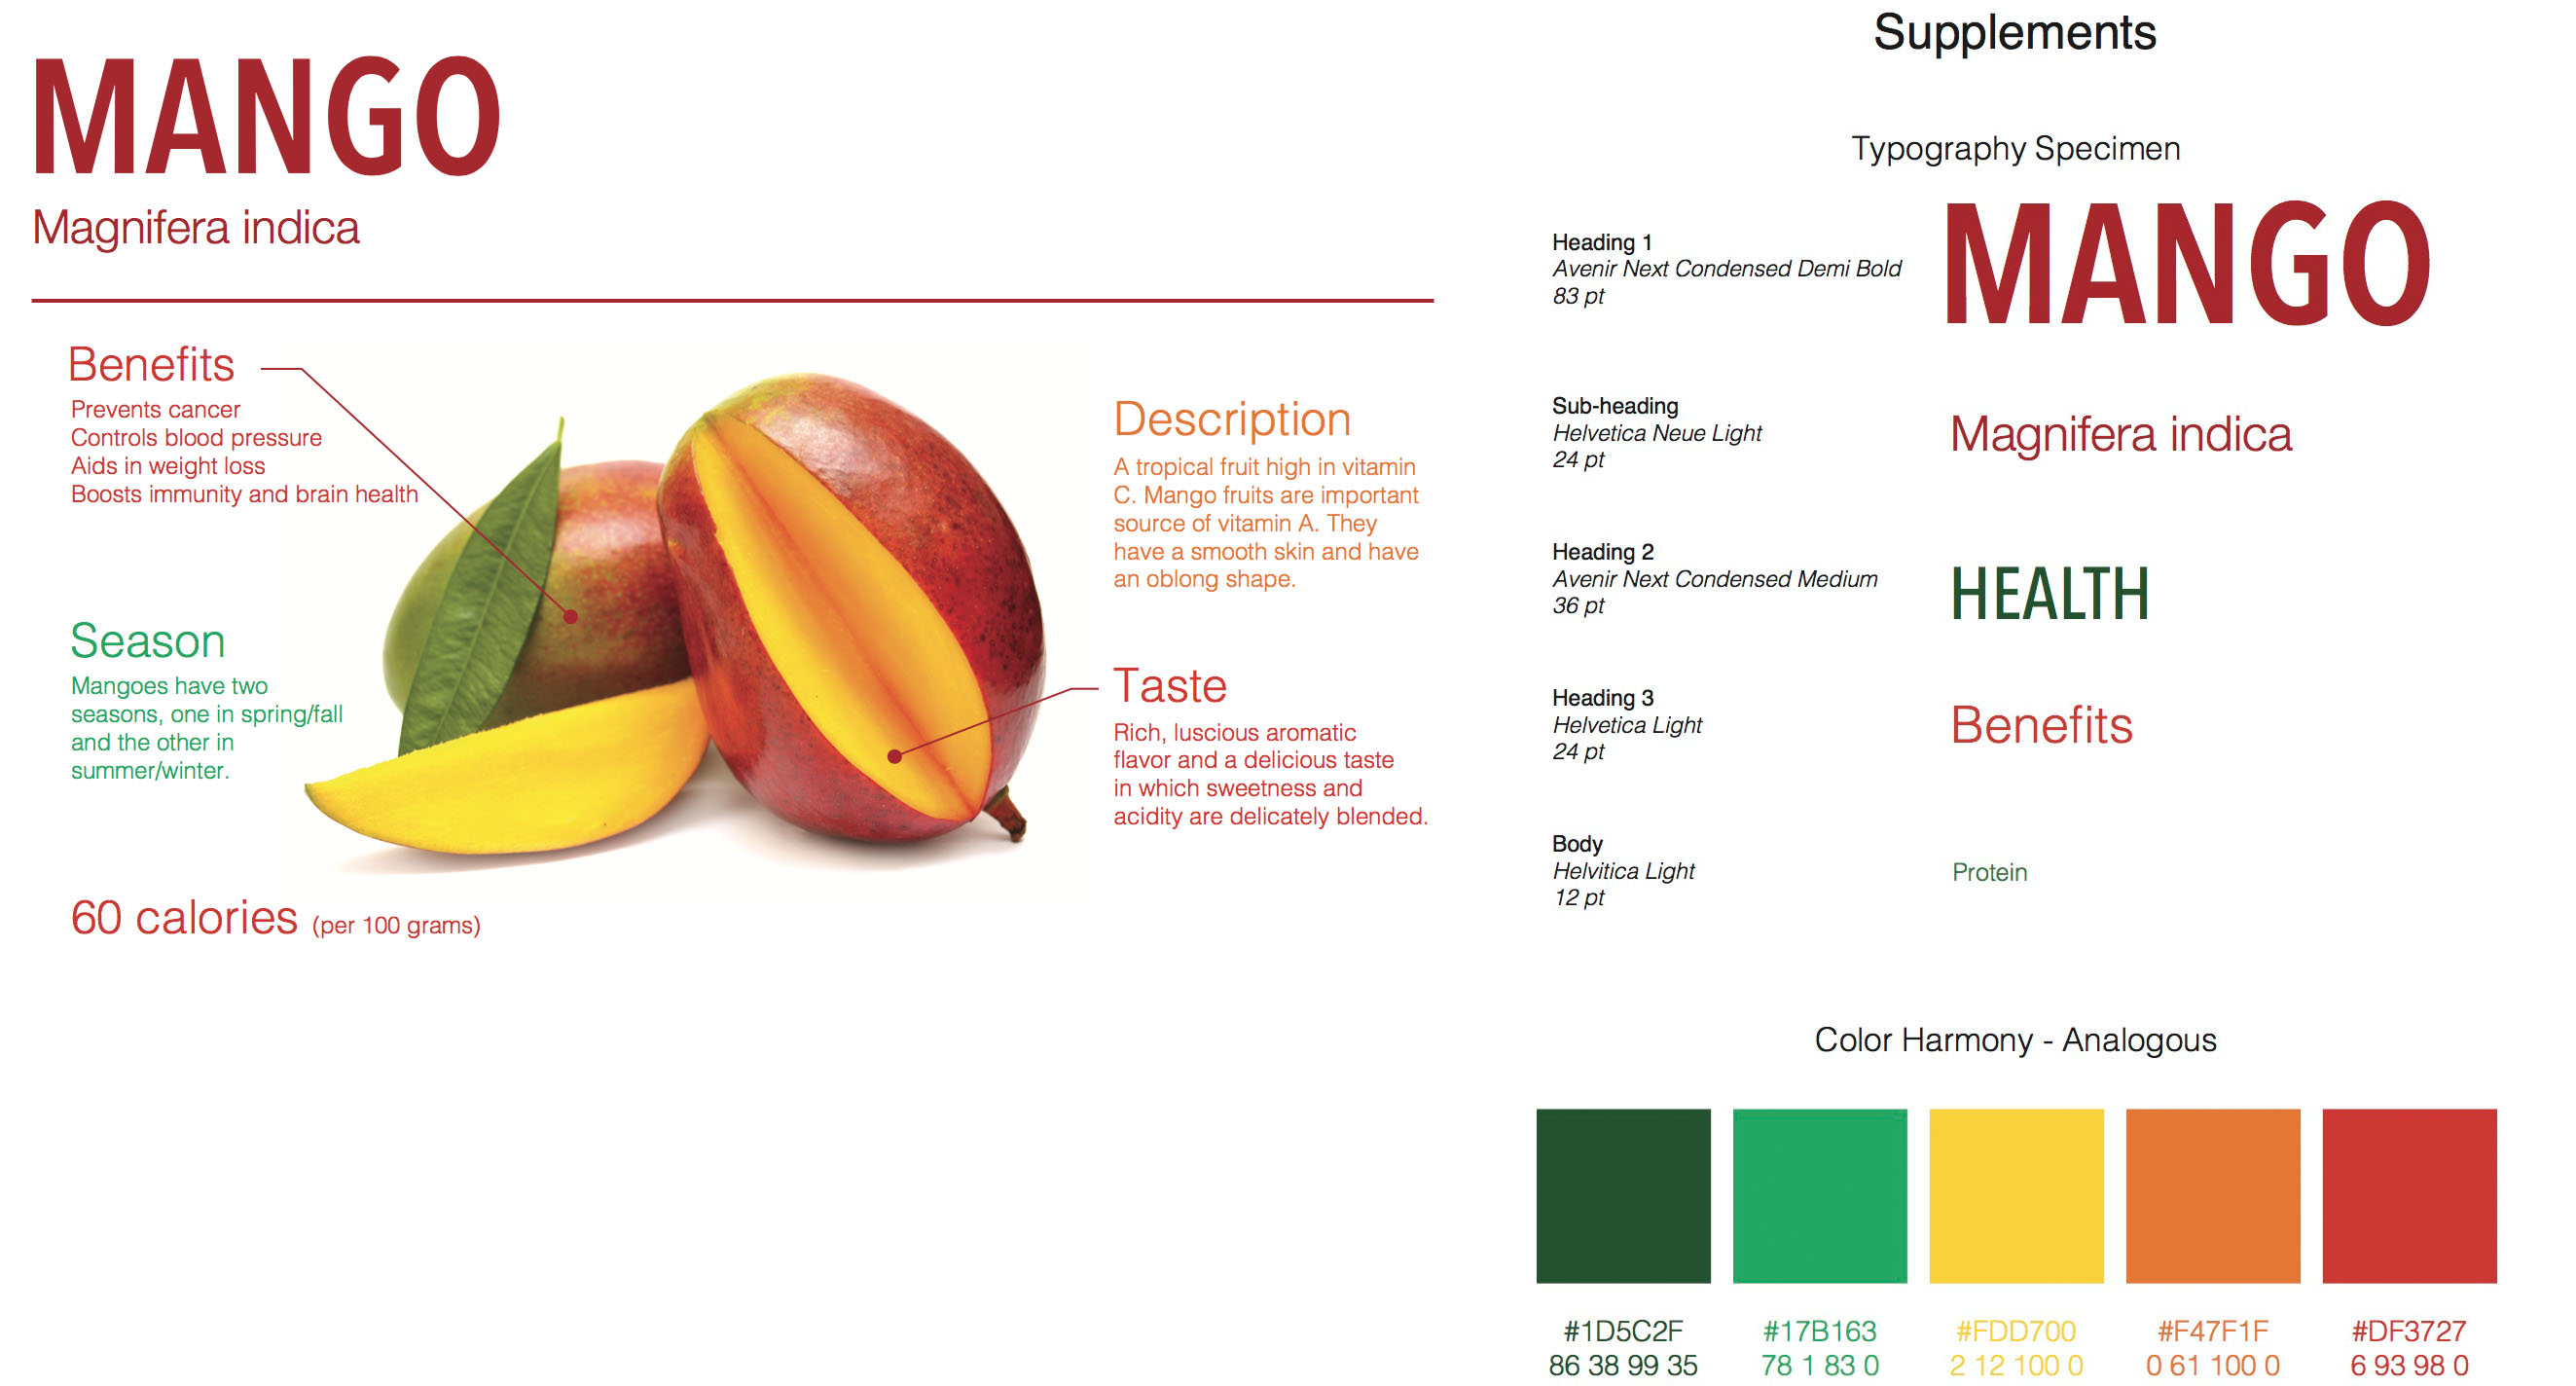 MANGO
Magnifera indica
Benefits
Prevents cancer
Controls blood pressure
Aids in weight loss
Boosts immunity and brain health
Season
Mangoes have two
seasons, one in spring/fall
and the other in
summer/winter.
60 calories (per 100 grams)
Description
A tropical fruit high in vitamin
C. Mango fruits are important
source of vitamin A. They
have a smooth skin and have
an oblong shape.
Taste
Rich, luscious aromatic
flavor and a delicious taste
in which sweetness and
acidity are delicately blended.
Supplements
Typography Specimen
Heading 1
Avenir Next Condensed Demi Bold
83 pt
MANGO
Sub-heading
Helvetica Neue Light
24 pt
Magnifera indica
Heading 2
Avenir Next Condensed Medium
36 pt
HEALTH
Heading 3
Helvetica Light
24 pt
Benefits
Body
Helvitica Light
12 pt
Protein
Color Harmony - Analogous
#1D5C2F
86 38 99 35
#17B163
78 1 83 0
#FDD700
2 12 100 0
#F47F1F
0 61 100 0
#DF3727
6 93 98 0